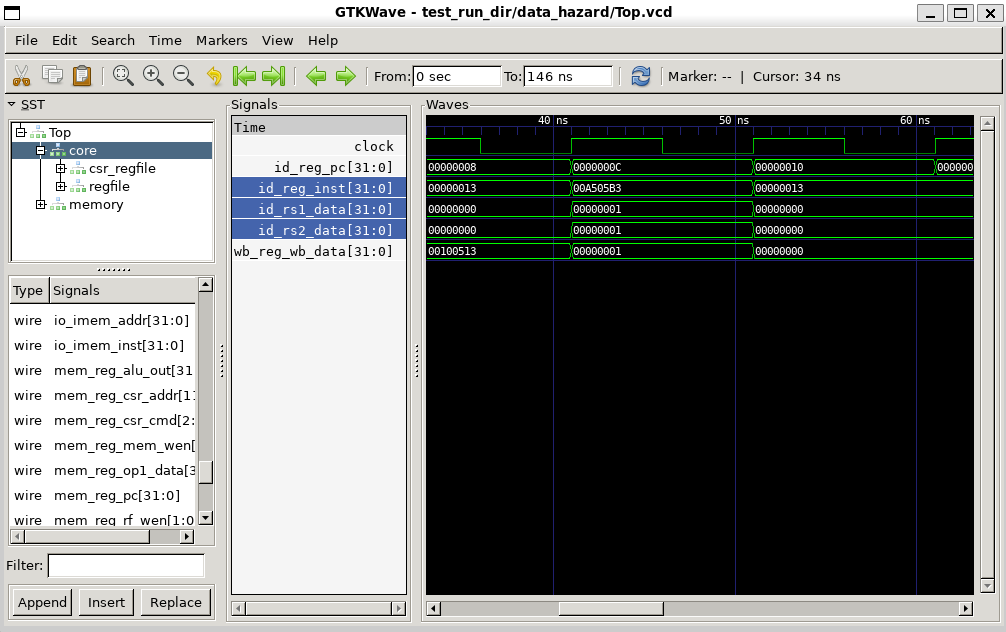 GTKWave - test_run_dir/data_hazard/Top.vcd
File Edit Search Time Markers View Help
From: 0 sec To: 146 ns Marker: -- | Cursor: 34 ns
SST
Top
core
csr_regfile
regfile
memory
Type Signals
wire io_imem_addr[31:0]
wire io_imem_inst[31:0]
wire mem_reg_alu_out[31
wire mem_reg_csr_addr[1
wire mem_reg_csr_cmd[2:
wire mem_reg_mem_wen[
wire mem_reg_op1_data[3
wire mem_reg_pc[31:0]
wire mem_reg_rf_wen[1:0
Filter:
Append Insert Replace
Signals
Time
clock
id_reg_pc[31:0]
id_reg_inst[31:0]
id_rs1_data[31:0]
id_rs2_data[31:0]
wb_reg_wb_data[31:0]
Waves
40 ns 50 ns 60 ns
00000008 0000000C 00000010 000000
00000013 00A505B3 00000013
00000000 00000001 00000000
00000000 00000001 00000000
00100513 00000001 00000000